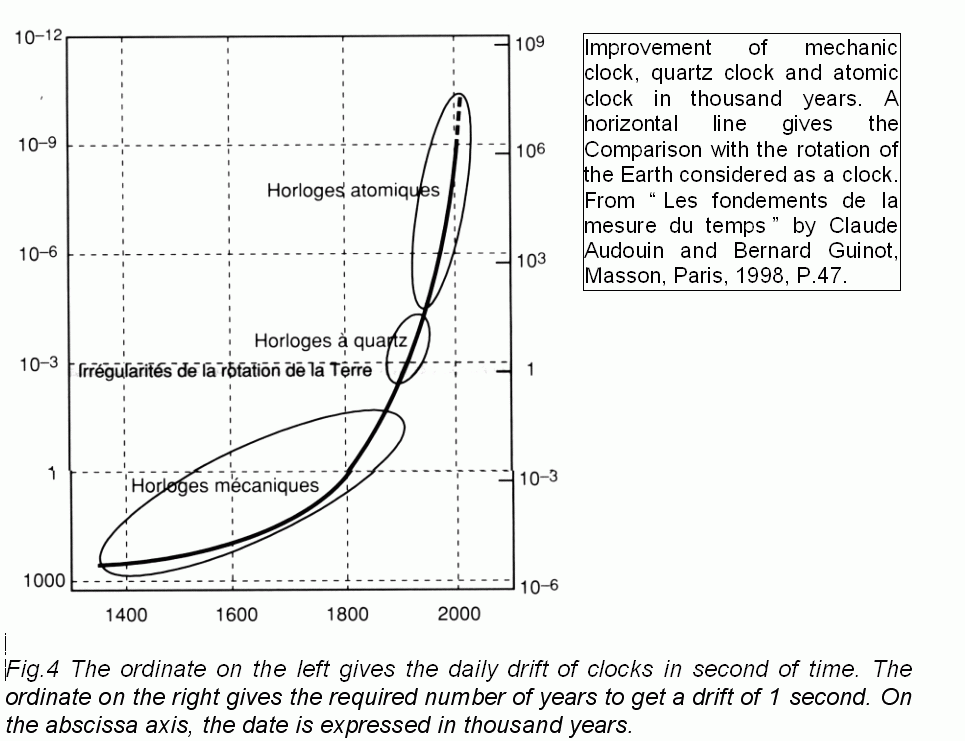 10–12
109
10–9
106
Horloges atomiques
10–6
103
Horloges à quartz
10–3
Irrégularités de la rotation de la Terre
1
1
Horloges mécaniques
10–3
1000
10–6
1400 1600 1800 2000
Improvement of mechanic
clock, quartz clock and atomic
clock in thousand years. A
horizontal line gives the
Comparison with the rotation of
the Earth considered as a clock.
From “ Les fondements de la
mesure du temps ” by Claude
Audouin and Bernard Guinot,
Masson, Paris, 1998, P.47.
Fig.4 The ordinate on the left gives the daily drift of clocks in second of time. The
ordinate on the right gives the required number of years to get a drift of 1 second. On
the abscissa axis, the date is expressed in thousand years.